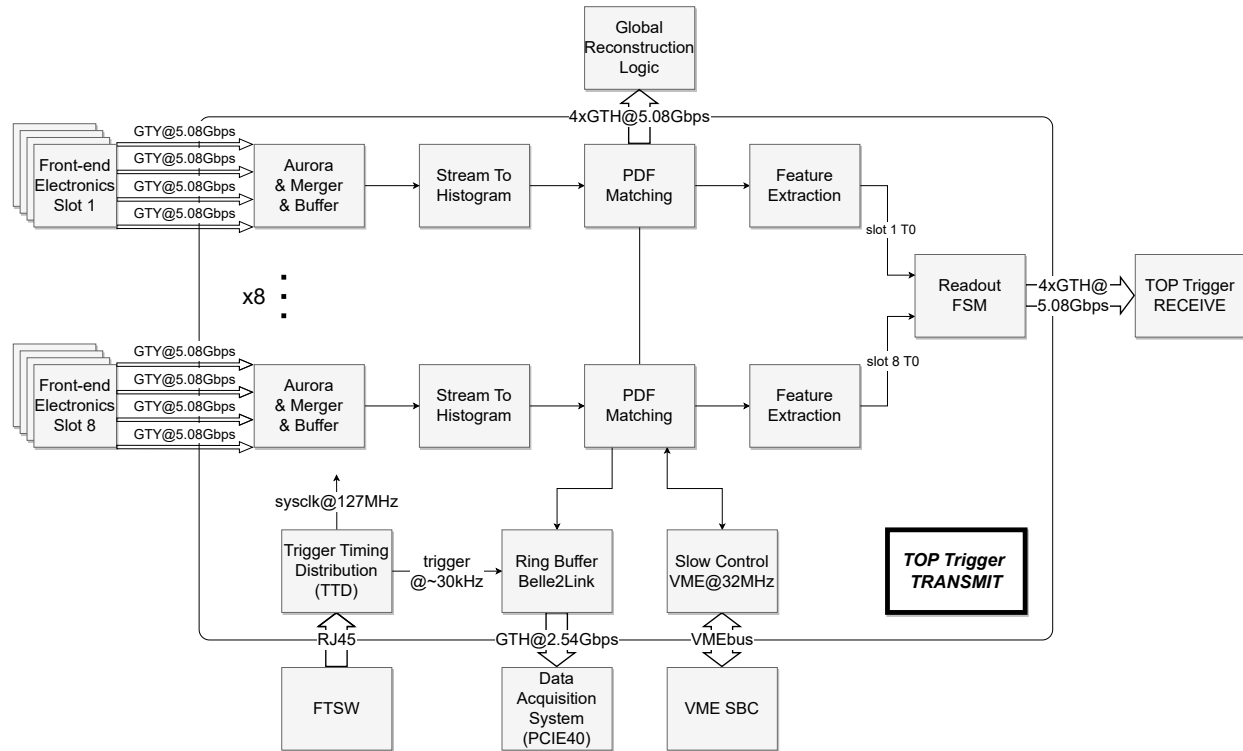 Global
Reconstruction
Logic
4xGTH@5.08Gbps
GTY@5.08Gbps
GTY@5.08Gbps
GTY@5.08Gbps
GTY@5.08Gbps
Front-end
Electronics
Slot 1
Aurora
& Merger
& Buffer
Stream To
Histogram
PDF
Matching
Feature
Extraction
slot 1 T0
x8
Readout
FSM
4xGTH@
5.08Gbps
TOP Trigger
RECEIVE
GTY@5.08Gbps
GTY@5.08Gbps
GTY@5.08Gbps
GTY@5.08Gbps
Front-end
Electronics
Slot 8
Aurora
& Merger
& Buffer
Stream To
Histogram
PDF
Matching
Feature
Extraction
slot 8 T0
sysclk@127MHz
Trigger Timing
Distribution
(TTD)
trigger
@~30kHz
Ring Buffer
Belle2Link
Slow Control
VME@32MHz
TOP Trigger
TRANSMIT
RJ45
GTH@2.54Gbps
VMEbus
FTSW
Data
Acquisition
System
(PCIE40)
VME SBC